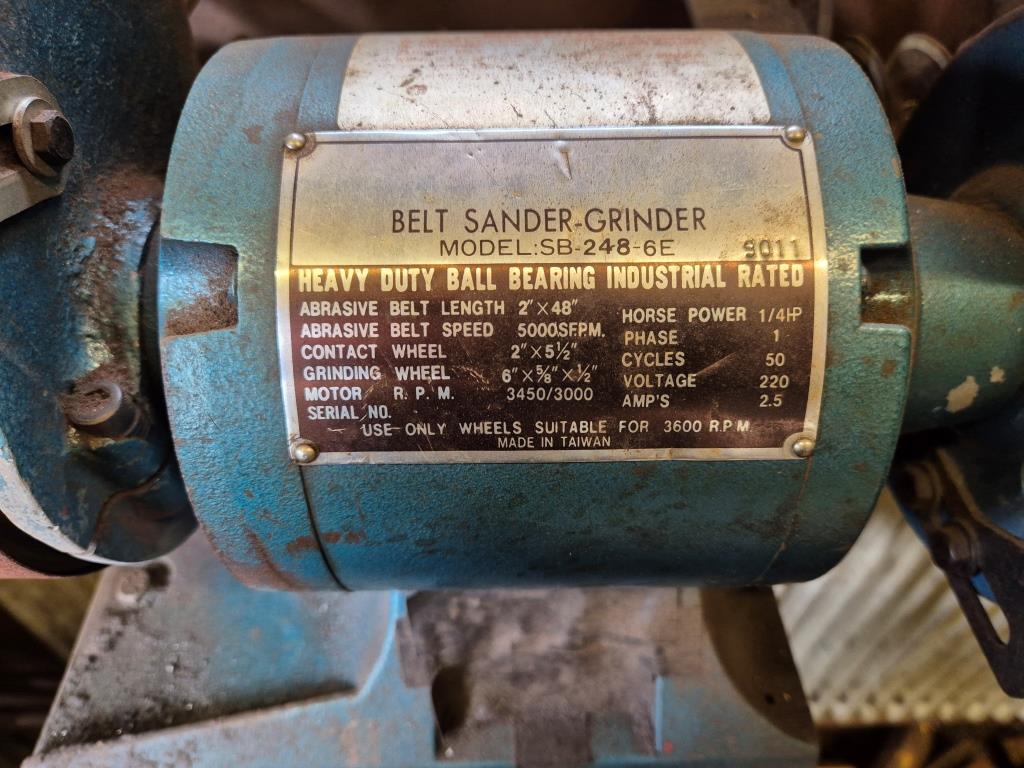 BELT SANDER-GRINDER
MODEL:SB-248-6E 9011
HEAVY DUTY BALL BEARING INDUSTRIAL RATED
ABRASIVE BELT LENGTH 2"×48"
ABRASIVE BELT SPEED 5000SFPM.
CONTACT WHEEL 2"×5½"
GRINDING WHEEL 6"×⅝"×½"
MOTOR R.P.M. 3450/3000
SERIAL NO.
HORSE POWER 1/4HP
PHASE 1
CYCLES 50
VOLTAGE 220
AMP'S 2.5
USE ONLY WHEELS SUITABLE FOR 3600 RPM
MADE IN TAIWAN